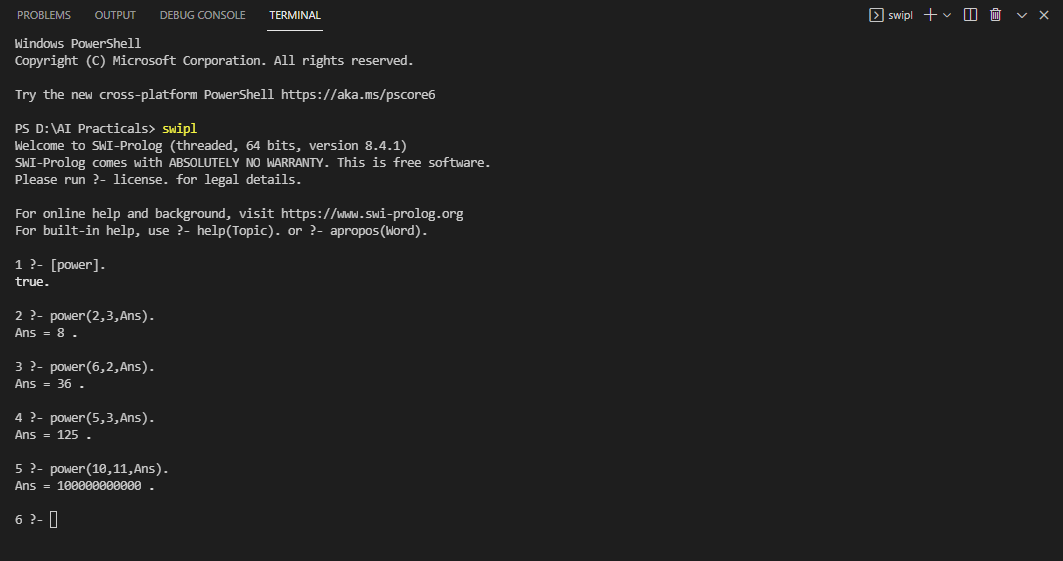 PROBLEMS OUTPUT DEBUG CONSOLE TERMINAL swipl
Windows PowerShell
Copyright (C) Microsoft Corporation. All rights reserved.
Try the new cross-platform PowerShell https://aka.ms/pscore6
PS D:\AI Practicals> swipl
Welcome to SWI-Prolog (threaded, 64 bits, version 8.4.1)
SWI-Prolog comes with ABSOLUTELY NO WARRANTY. This is free software.
Please run ?- license. for legal details.
For online help and background, visit https://www.swi-prolog.org
For built-in help, use ?- help(Topic). or ?- apropos(Word).
1 ?- [power].
true.
2 ?- power(2,3,Ans).
Ans = 8 .
3 ?- power(6,2,Ans).
Ans = 36 .
4 ?- power(5,3,Ans).
Ans = 125 .
5 ?- power(10,11,Ans).
Ans = 100000000000 .
6 ?-